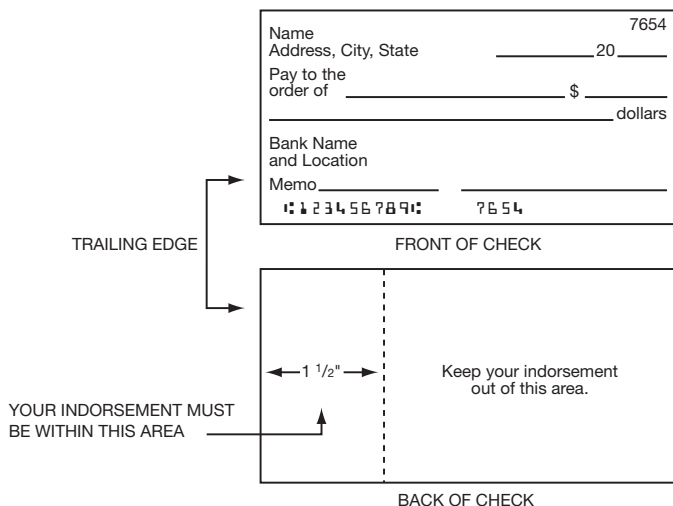 7654
Name
Address, City, State 20
Pay to the
order of $
dollars
Bank Name
and Location
Memo
⑆123456789⑆ 7654
TRAILING EDGE
FRONT OF CHECK
1 1/2"
Keep your indorsement
out of this area.
YOUR INDORSEMENT MUST
BE WITHIN THIS AREA
BACK OF CHECK